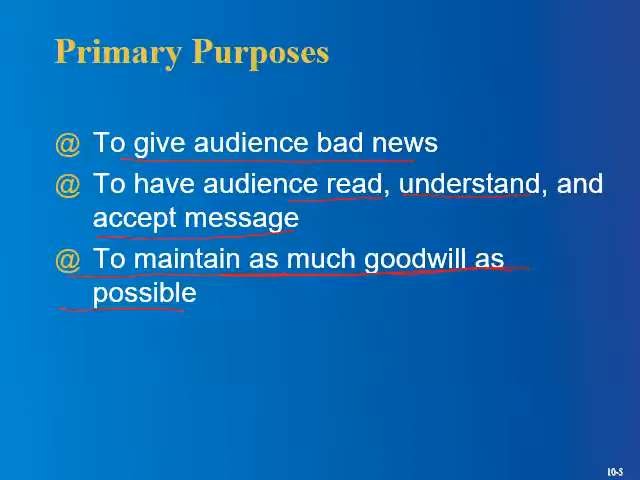 Primary Purposes
@ To give audience bad news
@ To have audience read, understand, and
accept message
@ To maintain as much goodwill as
possible
10-5